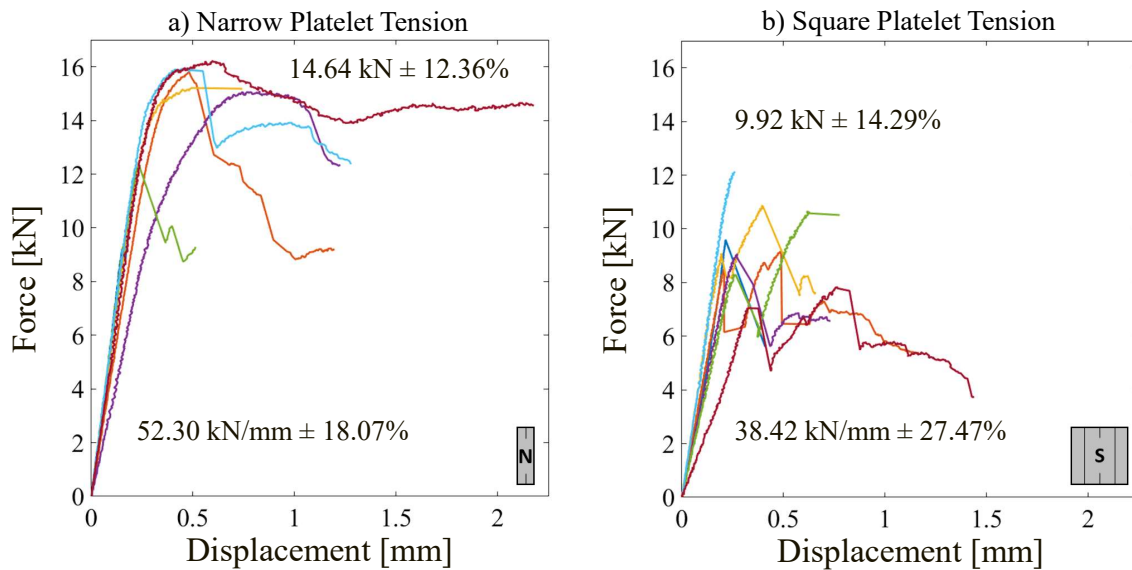 a) Narrow Platelet Tension
16
14
12
10
8
6
4
2
0
Force [kN]
14.64 kN ± 12.36%
52.30 kN/mm ± 18.07%
N
0 0.5 1 1.5 2
Displacement [mm]
b) Square Platelet Tension
16
14
12
10
8
6
4
2
0
Force [kN]
9.92 kN ± 14.29%
38.42 kN/mm ± 27.47%
S
0 0.5 1 1.5 2
Displacement [mm]